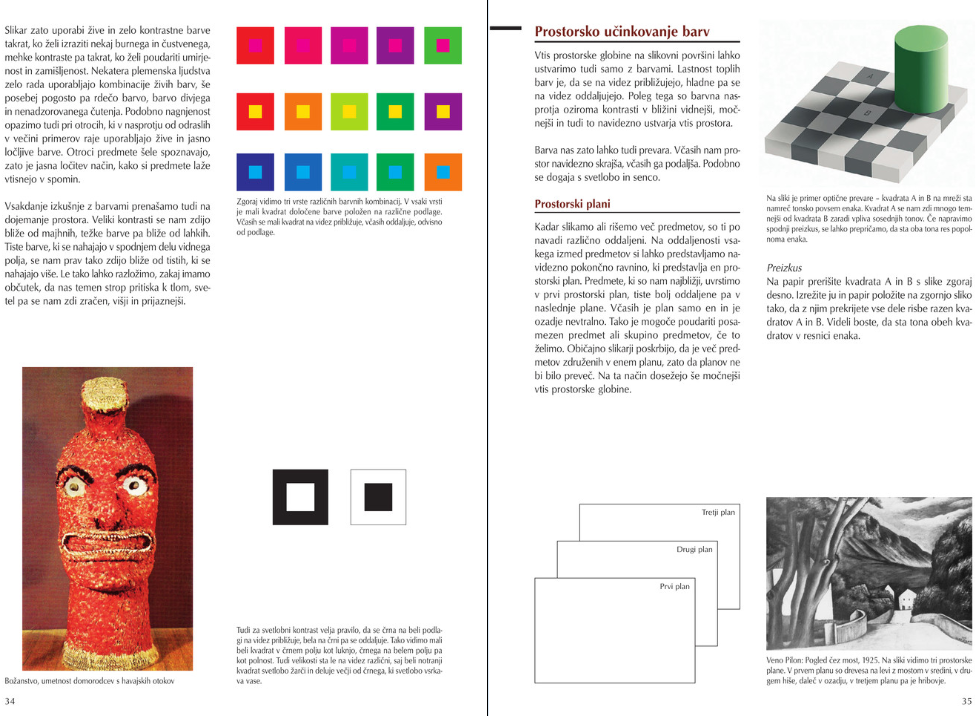 Slikar zato uporabi žive in zelo kontrastne barve
takrat, ko želi izraziti nekaj burnega in čustvenega,
mehke kontraste pa takrat, ko želi poudariti umirje-
nost in zamišljenost. Nekatera plemenska ljudstva
zelo rada uporabljajo kombinacije živih barv, še
posebej pogosto pa rdečo barvo, barvo divjega
in nenadzorovanega čutenja. Podobno nagnjenost
opazimo tudi pri otrocih, ki v nasprotju od odraslih
v večini primerov raje uporabljajo žive in jasno
ločljive barve. Otroci predmete šele spoznavajo,
zato je jasna ločitev način, kako si predmete laže
vtisnejo v spomin.
Vsakdanje izkušnje z barvami prenašamo tudi na
dojemanje prostora. Veliki kontrasti se nam zdijo
bliže od majhnih, težke barve pa bliže od lahkih.
Tiste barve, ki se nahajajo v spodnjem delu vidnega
polja, se nam prav tako zdijo bliže od tistih, ki se
nahajajo više. Le tako lahko razložimo, zakaj imamo
občutek, da nas temen strop pritiska k tlom, sve-
tel pa se nam zdi zračen, višji in prijaznejši.
Božanstvo, umetnost domorodcev s havajskih otokov
34
Zgoraj vidimo tri vrste različnih barvnih kombinacij. V vsaki vrsti
je mali kvadrat določene barve položen na različne podlage.
Včasih se mali kvadrat na videz približuje, včasih oddaljuje, odvisno
od podlage.
Tudi za svetlobni kontrast velja pravilo, da se črna na beli podla-
gi na videz približuje, bela na črni pa se oddaljuje. Tako vidimo mali
beli kvadrat v črnem polju kot luknjo, črnega na belem polju pa
kot polnost. Tudi velikosti sta le na videz različni, saj beli notranji
kvadrat svetlobo žarči in deluje večji od črnega, ki svetlobo vsrka-
va vase.
Prostorsko učinkovanje barv
Vtis prostorske globine na slikovni površini lahko
ustvarimo tudi samo z barvami. Lastnost toplih
barv je, da se na videz približujejo, hladne pa se
na videz oddaljujejo. Poleg tega so barvna nas-
protja oziroma kontrasti v bližini vidnejši, moč-
nejši in tudi to navidezno ustvarja vtis prostora.
Barva nas zato lahko tudi prevara. Včasih nam pro-
stor navidezno skrajša, včasih ga podaljša. Podobno
se dogaja s svetlobo in senco.
Prostorski plani
Kadar slikamo ali rišemo več predmetov, so ti po
navadi različno oddaljeni. Na oddaljenosti vsa-
kega izmed predmetov si lahko predstavljamo na-
videzno pokončno ravnino, ki predstavlja en pro-
storski plan. Predmete, ki so nam najbližji, uvrstimo
v prvi prostorski plan, tiste bolj oddaljene pa v
naslednje plane. Včasih je plan samo en in je
ozadje nevtralno. Tako je mogoče poudariti posa-
mezen predmet ali skupino predmetov, če to
želimo. Običajno slikarji poskrbijo, da je več pred-
metov združenih v enem planu, zato da planov ne
bi bilo preveč. Na ta način dosežejo še močnejši
vtis prostorske globine.
Tretji plan
Drugi plan
Prvi plan
A
B
Na sliki je primer optične prevare – kvadrata A in B na mreži sta
namreč tonsko povsem enaka. Kvadrat A se nam zdi mnogo tem-
nejši od kvadrata B zaradi vpliva sosednjih tonov. Če napravimo
spodnji preizkus, se lahko prepričamo, da sta oba tona res popol-
noma enaka.
Preizkus
Na papir prerišite kvadrata A in B s slike zgoraj
desno. Izrežite ju in papir položite na zgornjo sliko
tako, da z njim prekrijete vse dele risbe razen kva-
dratov A in B. Videli boste, da sta tona obeh kva-
dratov v resnici enaka.
Veno Pilon: Pogled čez most, 1925. Na sliki vidimo tri prostorske
plane. V prvem planu so drevesa na levi z mostom v sredini, v dru-
gem hiše, daleč v ozadju, v tretjem planu pa je hribovje.
35